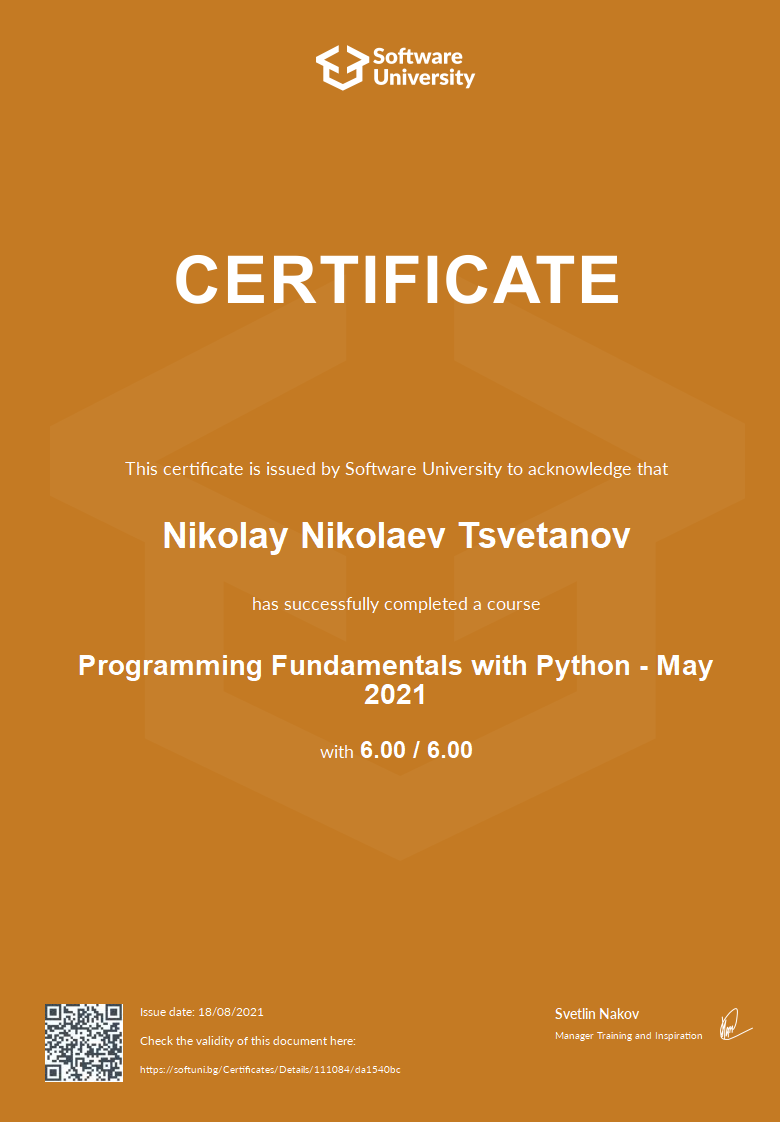 Software
University
CERTIFICATE
This certificate is issued by Software University to acknowledge that
Nikolay Nikolaev Tsvetanov
has successfully completed a course
Programming Fundamentals with Python - May
2021
with 6.00 / 6.00
Issue date: 18/08/2021
Check the validity of this document here:
https://softuni.bg/Certificates/Details/111084/da1540bc
Svetlin Nakov
Manager Training and Inspiration